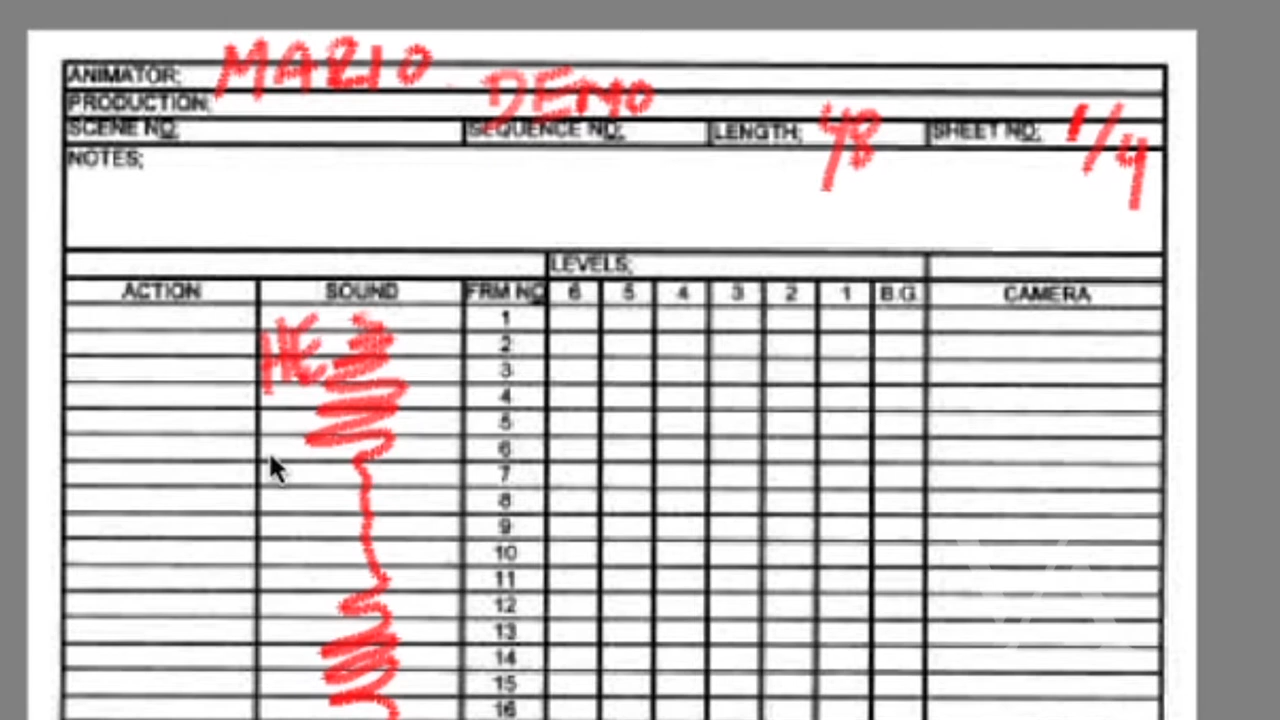 ANIMATOR; MARIO
PRODUCTION; DEMO
SCENE NO; SEQUENCE NO; LENGTH; 48 SHEET NO; 1/4
NOTES;
LEVELS;
ACTION SOUND FRM NO 6 5 4 3 2 1 B.G. CAMERA
1
HE 2
3
4
5
6
7
8
9
10
11
12
13
14
15
16